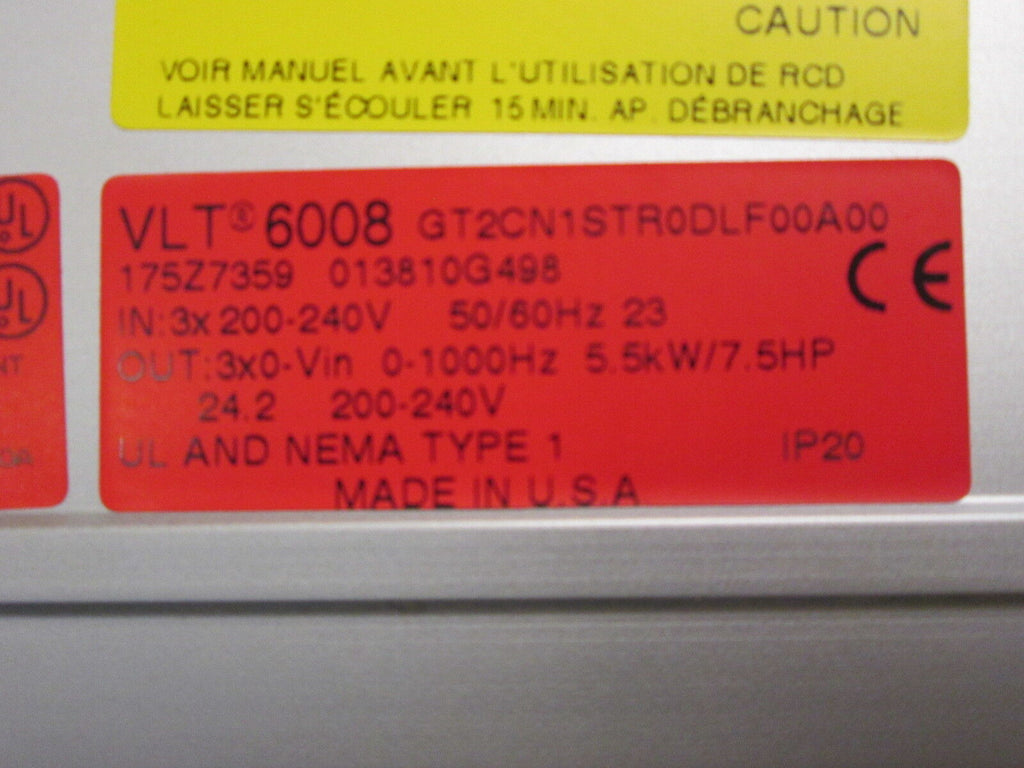 CAUTION
VOIR MANUEL AVANT L'UTILISATION DE RCD
LAISSER S'ÉCOULER 15 MIN. AP. DÉBRANCHAGE
UL
UL
VLT® 6008 GT2CN1STR0DLF00A00
175Z7359 013810G498
CE
IN: 3x 200-240V 50/60Hz 23
OUT: 3x0-Vin 0-1000Hz 5.5kW/7.5HP
24.2 200-240V
UL AND NEMA TYPE 1 IP20
MADE IN U.S.A